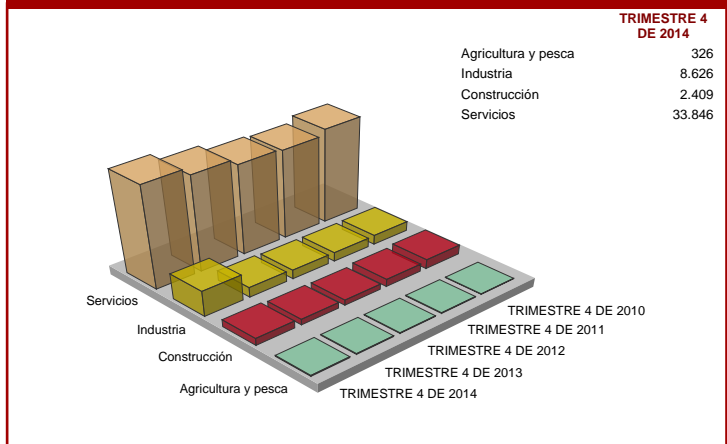 TRIMESTRE 4
DE 2014
Agricultura y pesca 326
Industria 8.626
Construcción 2.409
Servicios 33.846
Servicios
Industria
Construcción
Agricultura y pesca
TRIMESTRE 4 DE 2010
TRIMESTRE 4 DE 2011
TRIMESTRE 4 DE 2012
TRIMESTRE 4 DE 2013
TRIMESTRE 4 DE 2014